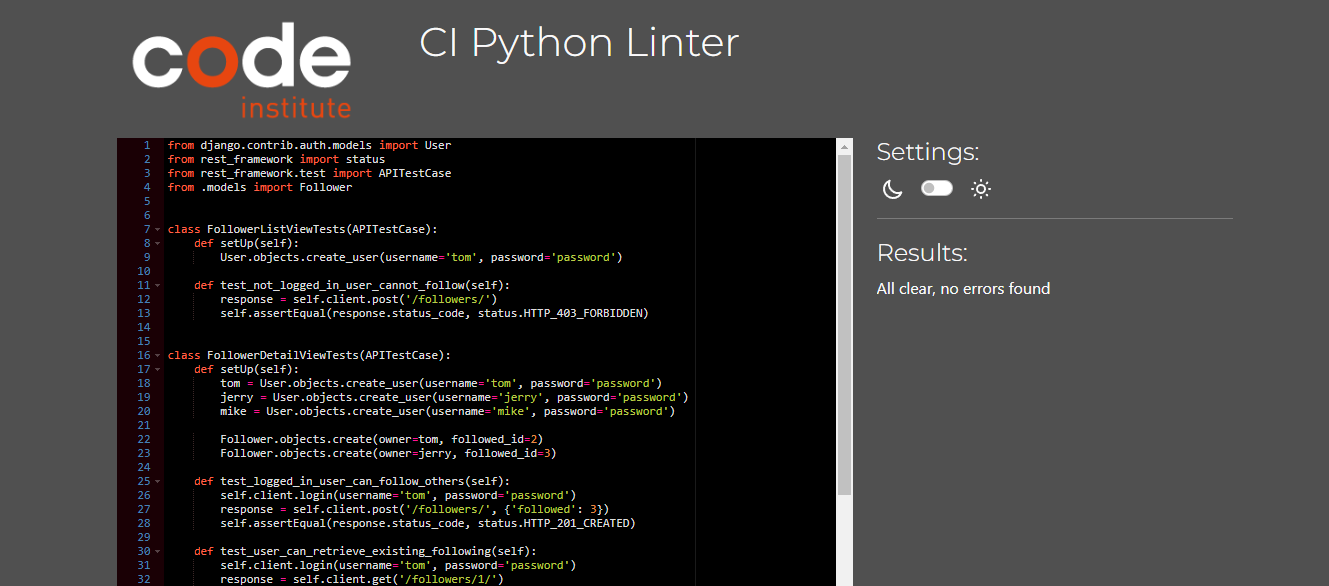 code
institute
CI Python Linter
1 from django.contrib.auth.models import User
2 from rest_framework import status
3 from rest_framework.test import APITestCase
4 from .models import Follower
5
6
7 class FollowerListViewTests(APITestCase):
8     def setUp(self):
9         User.objects.create_user(username='tom', password='password')
10
11     def test_not_logged_in_user_cannot_follow(self):
12         response = self.client.post('/followers/')
13         self.assertEqual(response.status_code, status.HTTP_403_FORBIDDEN)
14
15
16 class FollowerDetailViewTests(APITestCase):
17     def setUp(self):
18         tom = User.objects.create_user(username='tom', password='password')
19         jerry = User.objects.create_user(username='jerry', password='password')
20         mike = User.objects.create_user(username='mike', password='password')
21
22         Follower.objects.create(owner=tom, followed_id=2)
23         Follower.objects.create(owner=jerry, followed_id=3)
24
25     def test_logged_in_user_can_follow_others(self):
26         self.client.login(username='tom', password='password')
27         response = self.client.post('/followers/', {'followed': 3})
28         self.assertEqual(response.status_code, status.HTTP_201_CREATED)
29
30     def test_user_can_retrieve_existing_following(self):
31         self.client.login(username='tom', password='password')
32         response = self.client.get('/followers/1/')
Settings:
Results:
All clear, no errors found